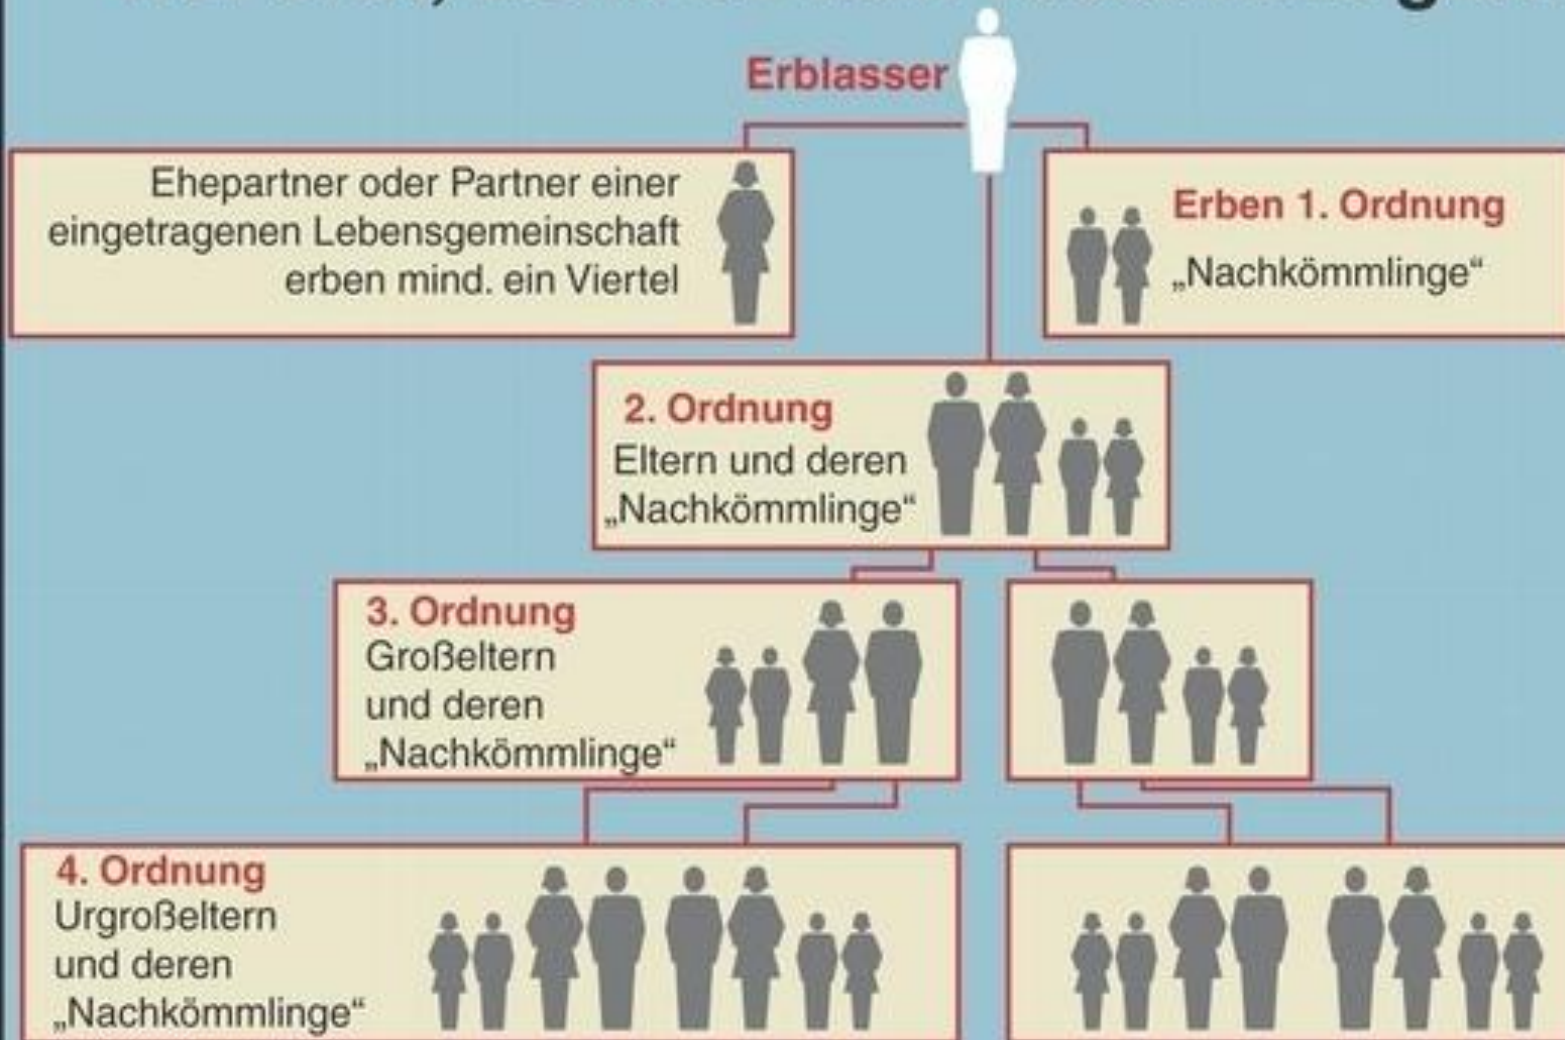 Erblasser
Ehepartner oder Partner einer
eingetragenen Lebensgemeinschaft
erben mind. ein Viertel
Erben 1. Ordnung
„Nachkömmlinge“
2. Ordnung
Eltern und deren
„Nachkömmlinge“
3. Ordnung
Großeltern
und deren
„Nachkömmlinge“
4. Ordnung
Urgroßeltern
und deren
„Nachkömmlinge“